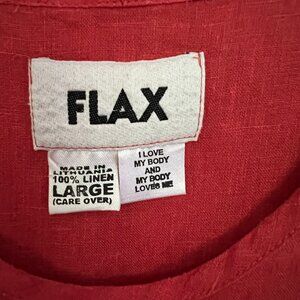 FLAX
MADE IN
LITHUANIA
100% LINEN
LARGE
(CARE OVER)
I LOVE
MY BODY
AND
MY BODY
LOVES ME!